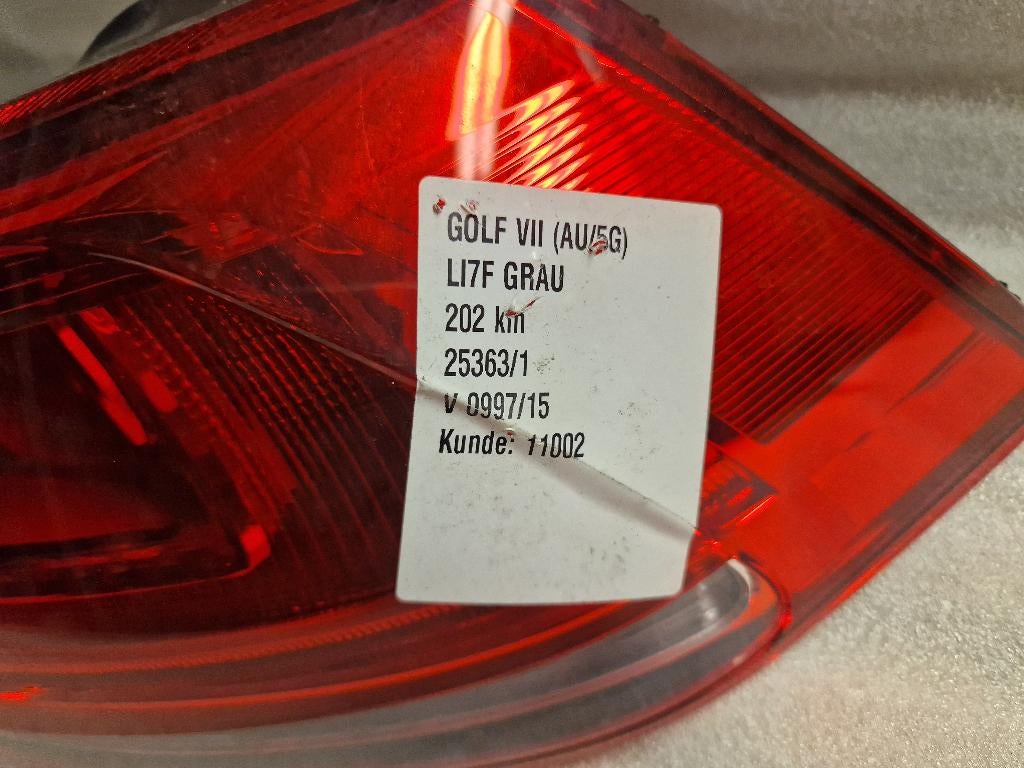 GOLF VII (AU/5G)
LI7F GRAU
202 km
25363/1
V 0997/15
Kunde: 11002